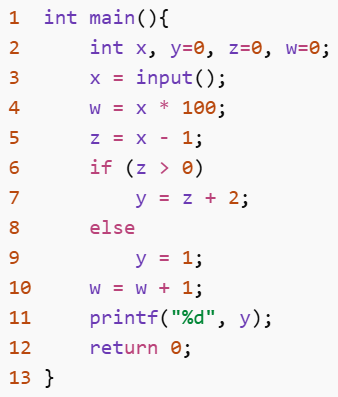 1 int main(){
2     int x, y=0, z=0, w=0;
3     x = input();
4     w = x * 100;
5     z = x - 1;
6     if (z > 0)
7         y = z + 2;
8     else
9         y = 1;
10    w = w + 1;
11    printf("%d", y);
12    return 0;
13 }